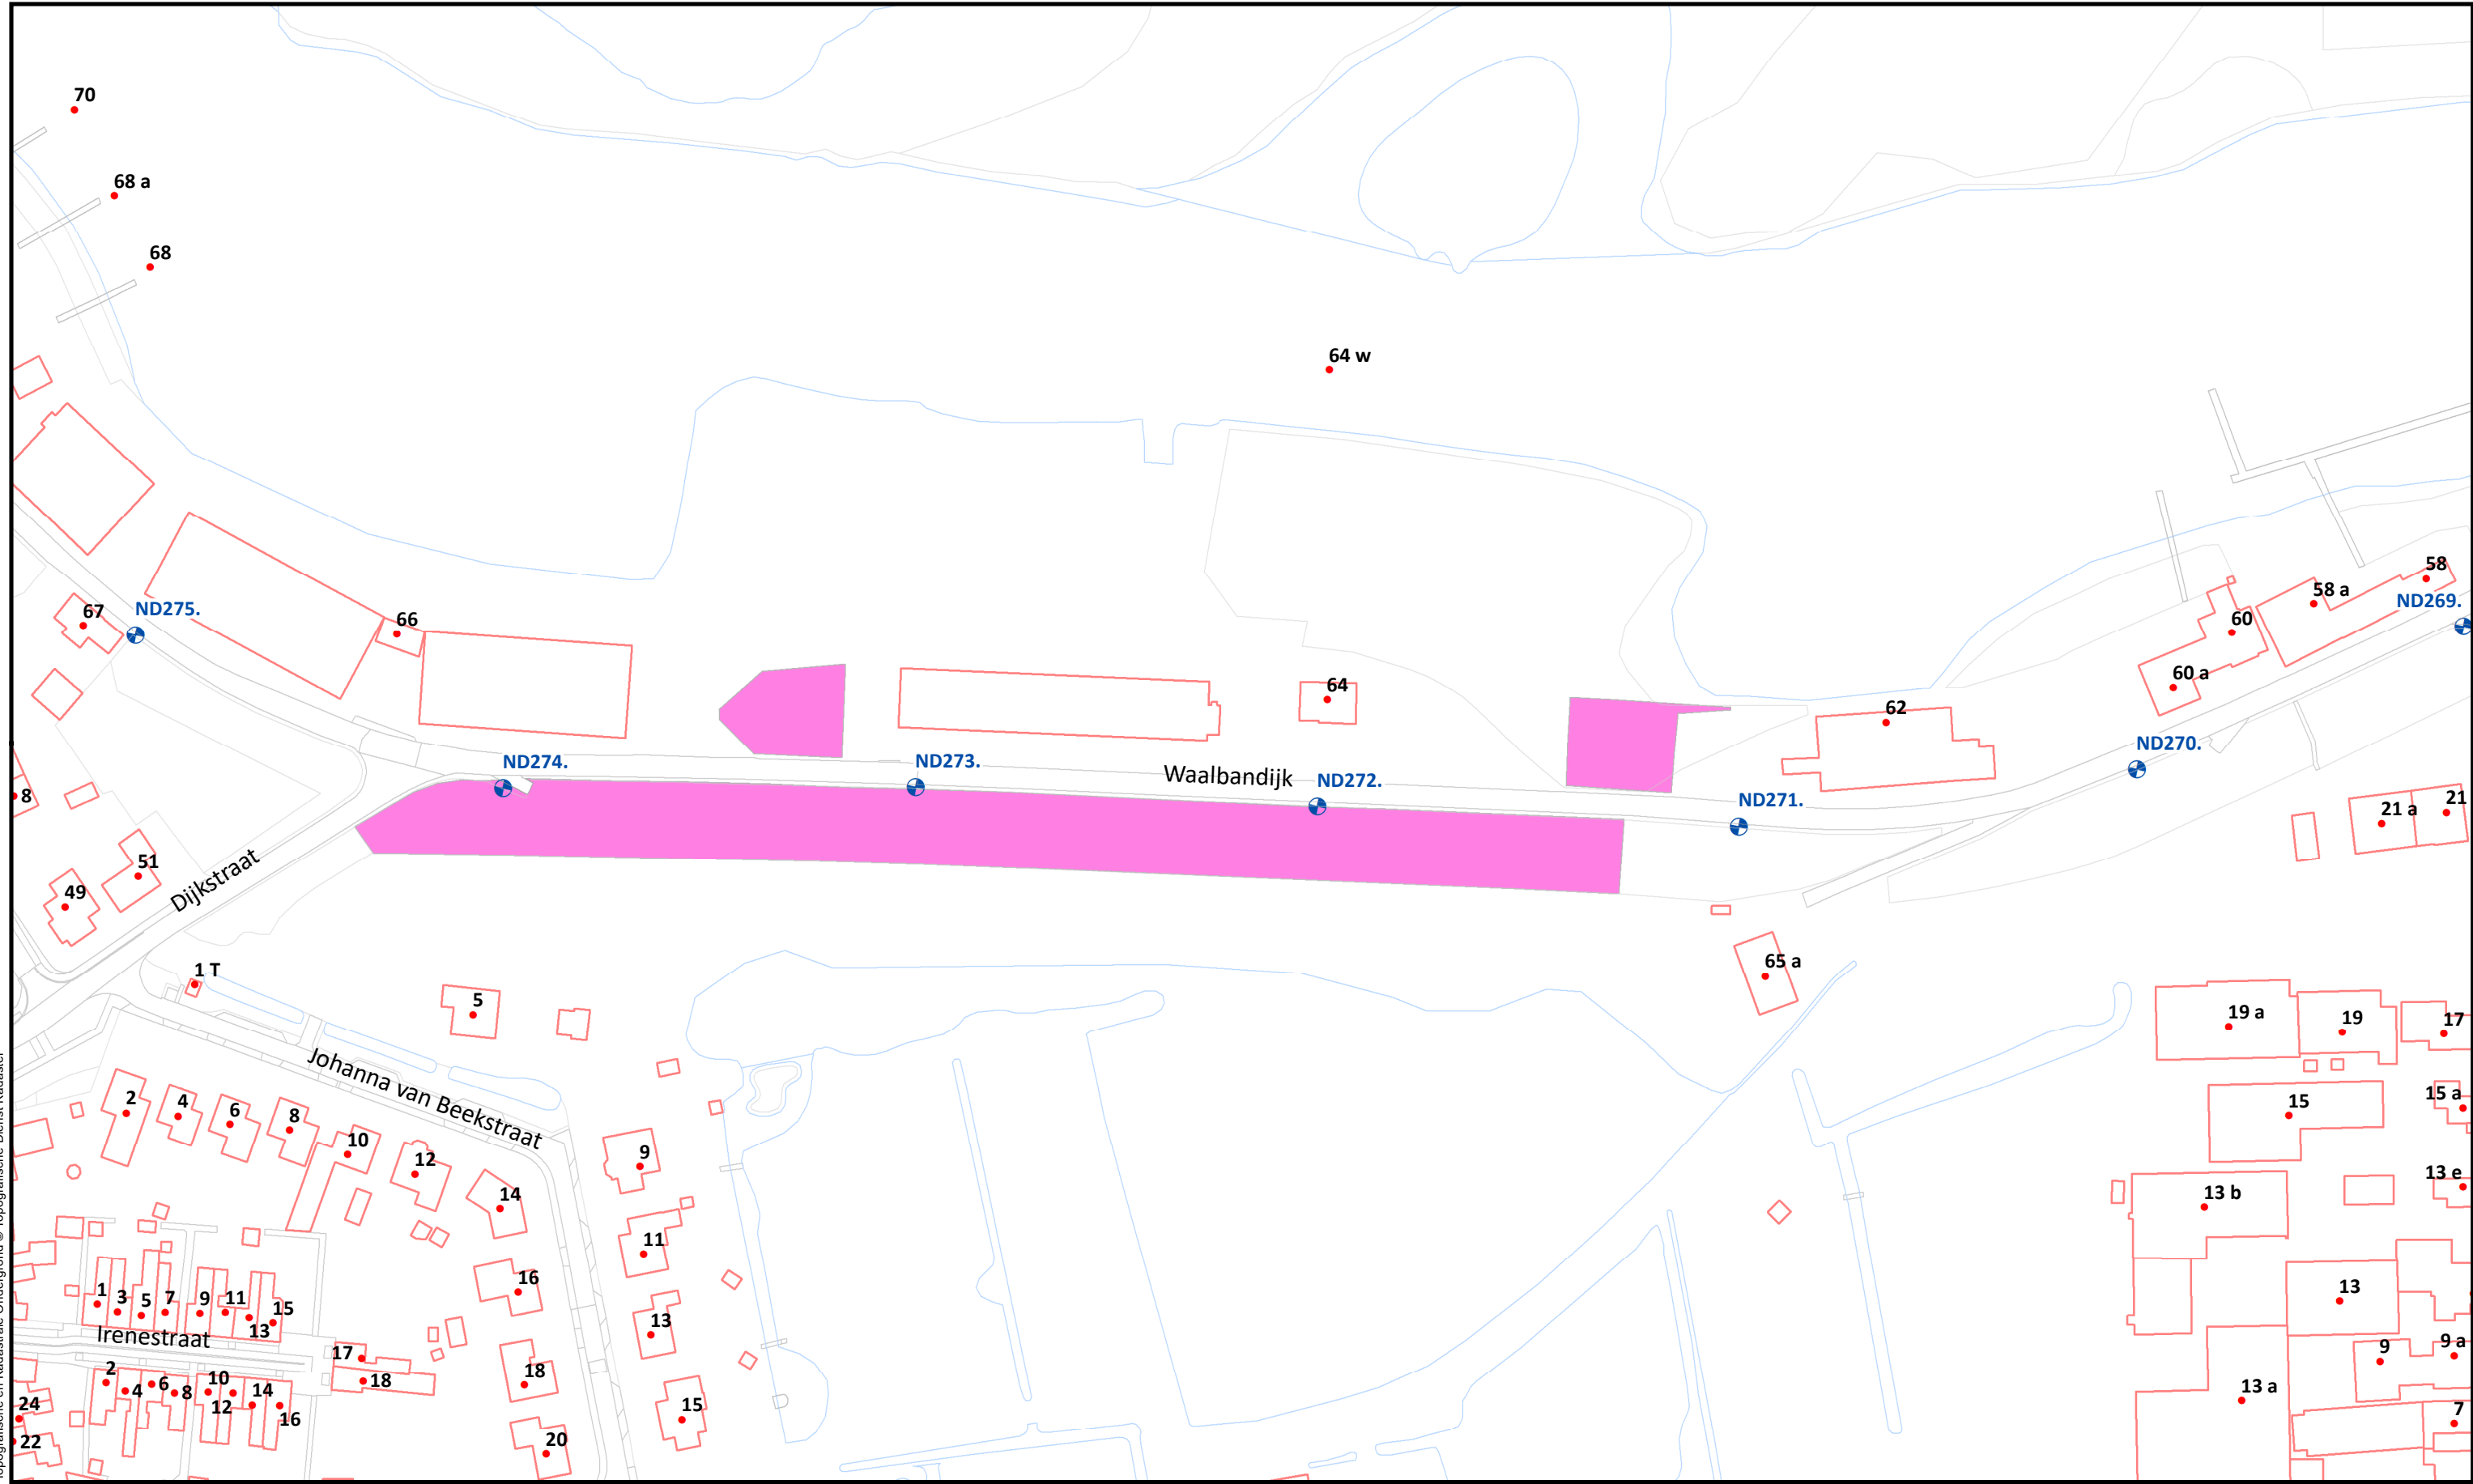 70
68 a
68
64 w
58
58 a
ND269.
67
ND275.
66
60
60 a
64
62
ND274.
ND273.
Waalbandijk
ND272.
ND271.
ND270.
8
21 a
21
51
49
Dijkstraat
1 T
5
65 a
19 a
19
17
Johanna van Beekstraat
2
4
6
8
10
12
14
9
15 a
15
13 e
13 b
11
16
1
3
5
7
9
11
13
15
13
13
Irenestraat
17
18
2
4
6
8
10
12
14
16
18
15
9
9 a
13 a
7
24
22
20